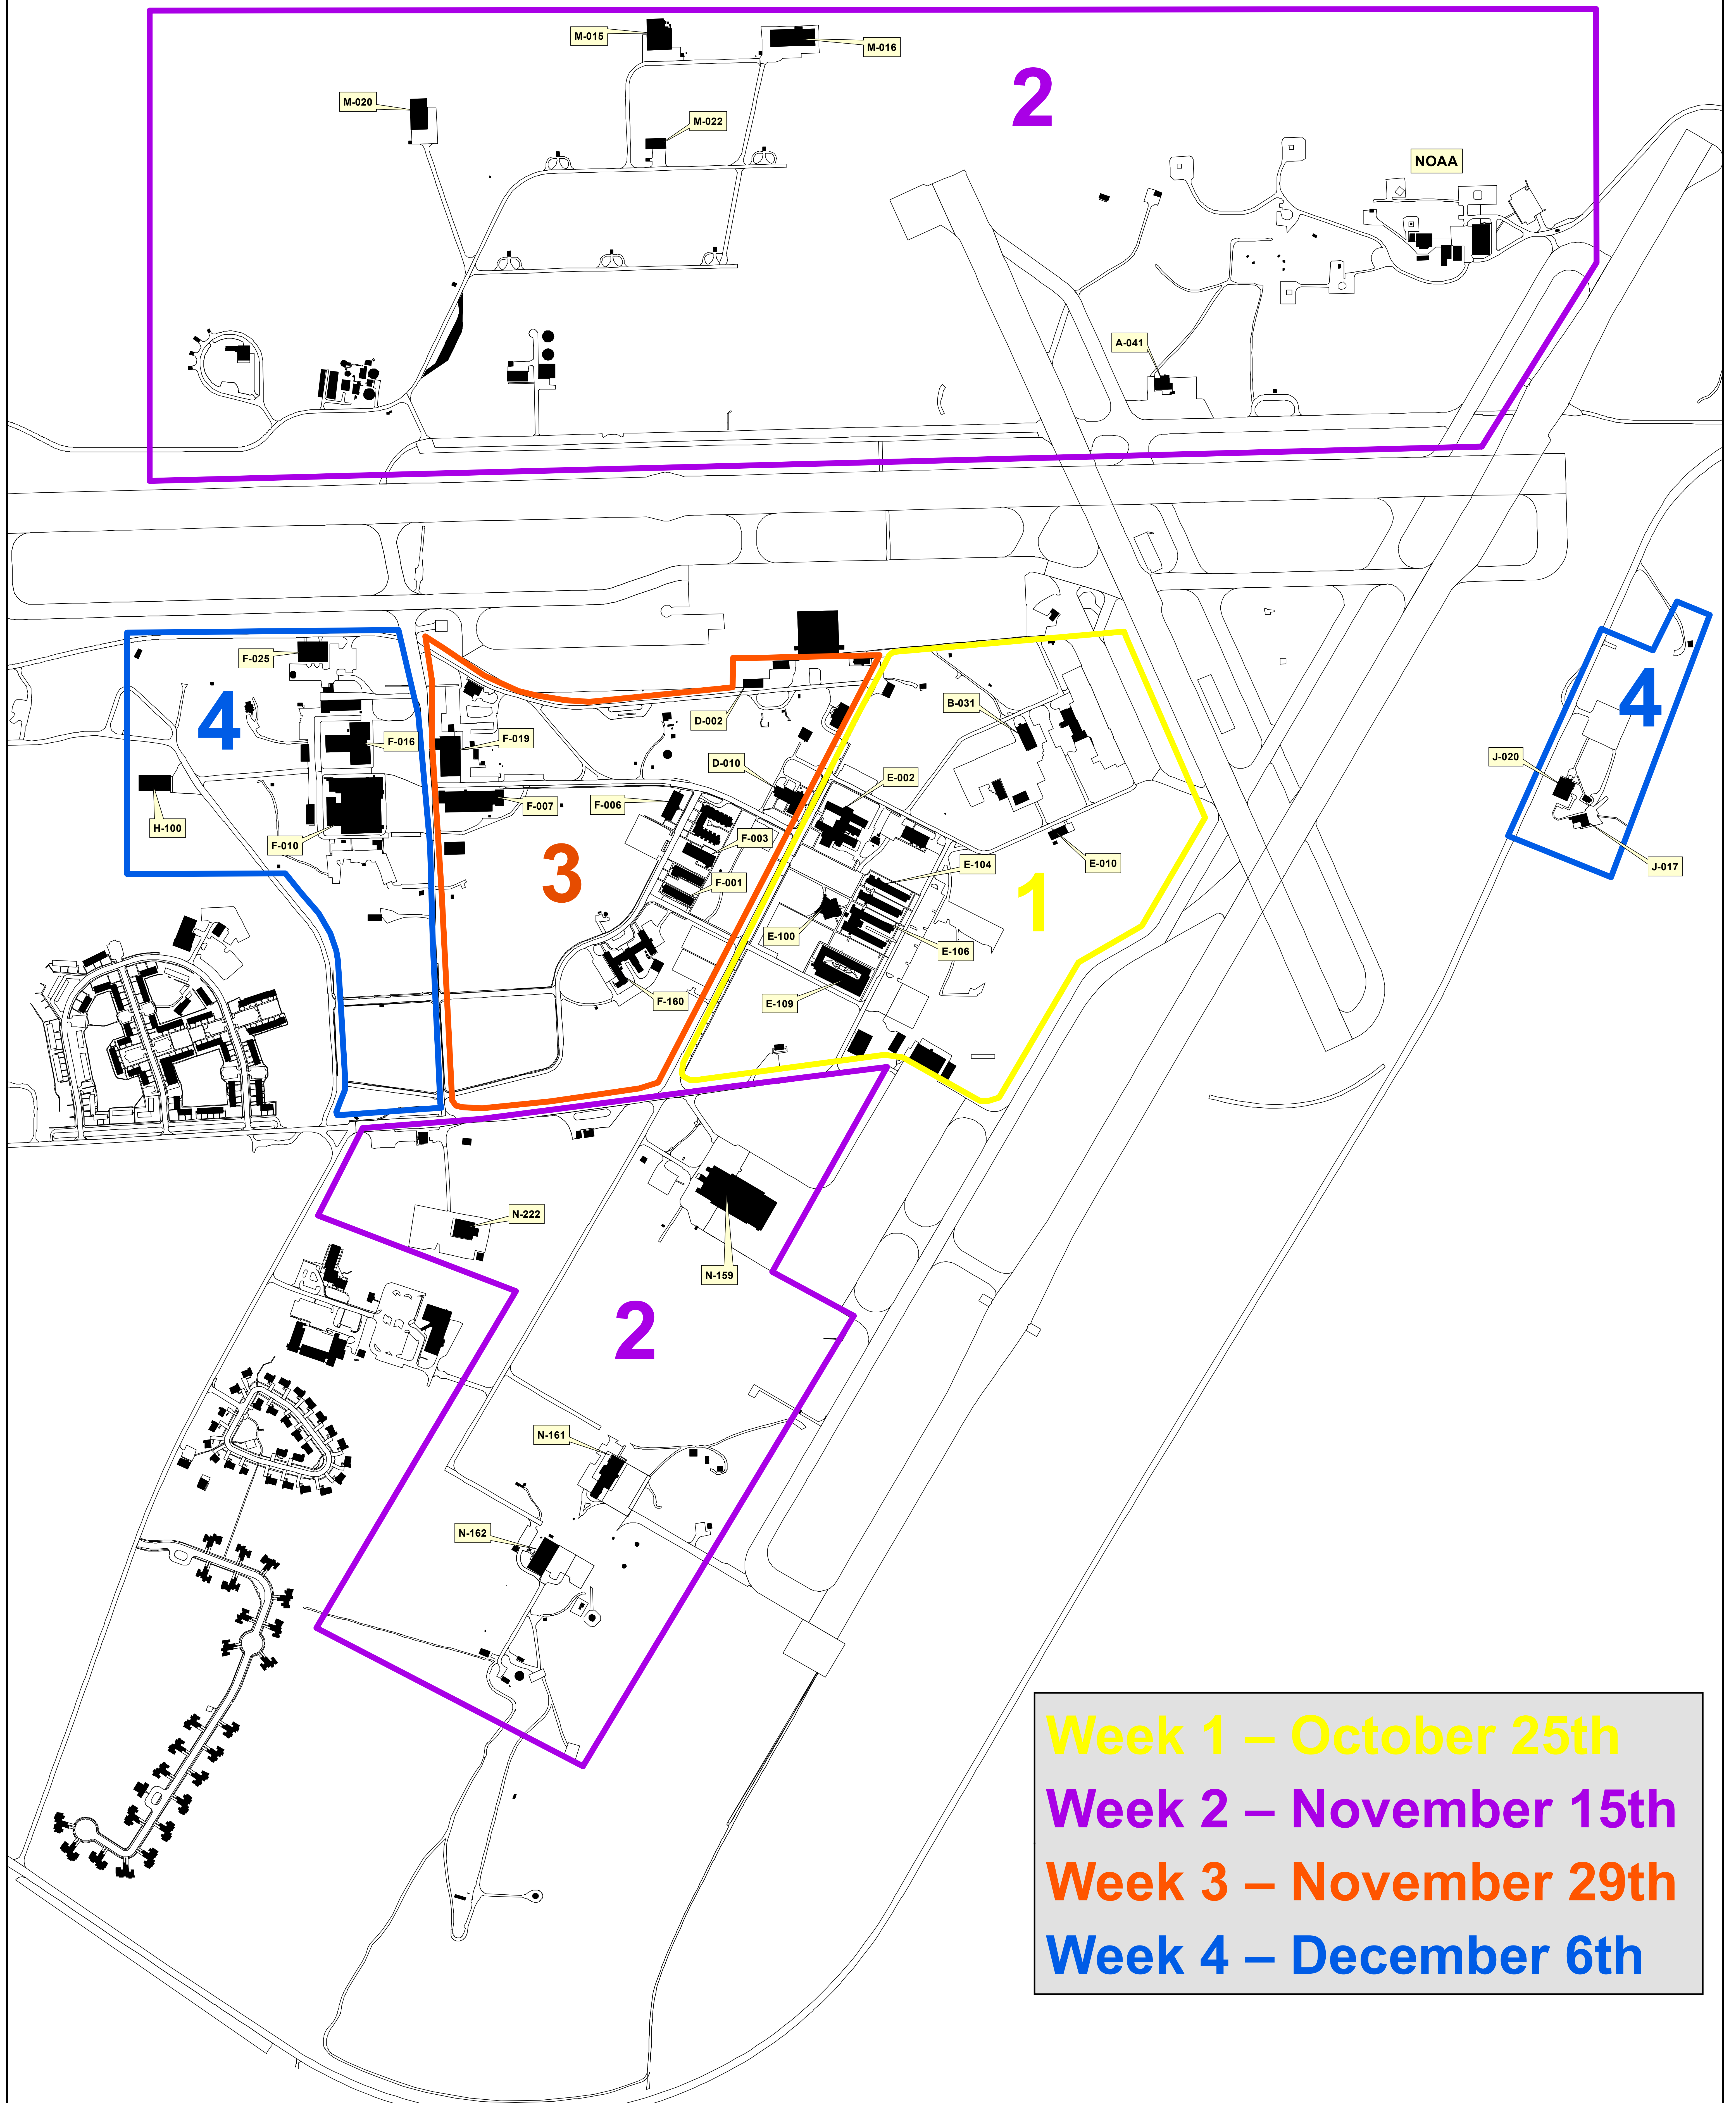 M-015
M-016
2
M-020
M-022
NOAA
A-041
F-025
4
F-016
H-100
F-010
F-019
D-002
B-031
D-010
E-002
F-007
F-006
F-003
3
F-001
E-104
E-010
1
E-100
E-106
F-160
E-109
4
J-020
J-017
N-222
N-159
2
N-161
N-162
Week 1 – October 25th
Week 2 – November 15th
Week 3 – November 29th
Week 4 – December 6th